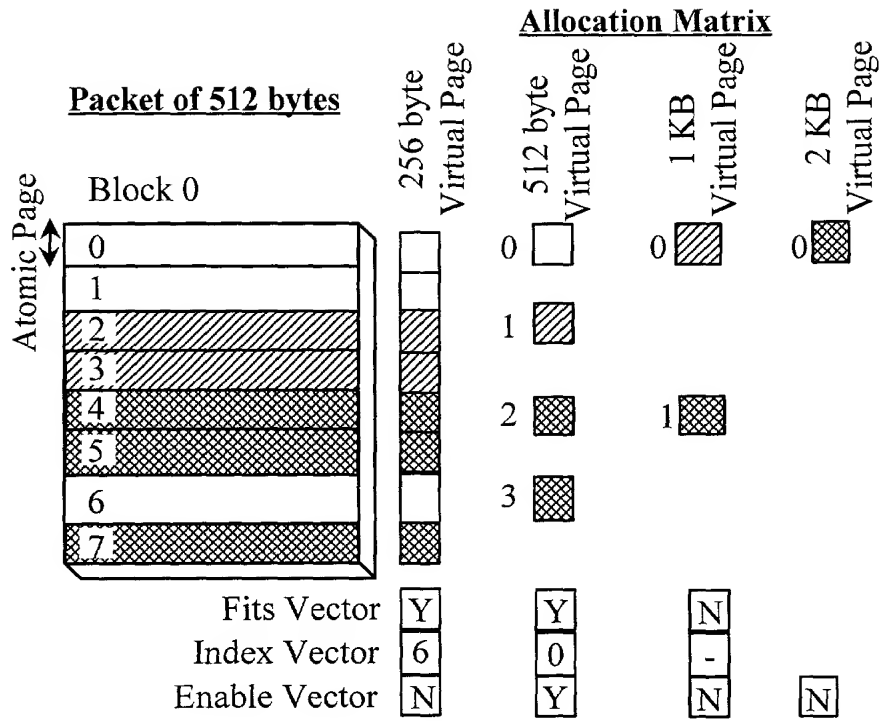 Allocation Matrix
Packet of 512 bytes
256 byte
Virtual Page
512 byte
Virtual Page
1 KB
Virtual Page
2 KB
Virtual Page
Atomic Page
Block 0
0
1
2
3
4
5
6
7
0
1
2
3
0
1
0
Fits Vector Y Y N
Index Vector 6 0 -
Enable Vector N Y N N